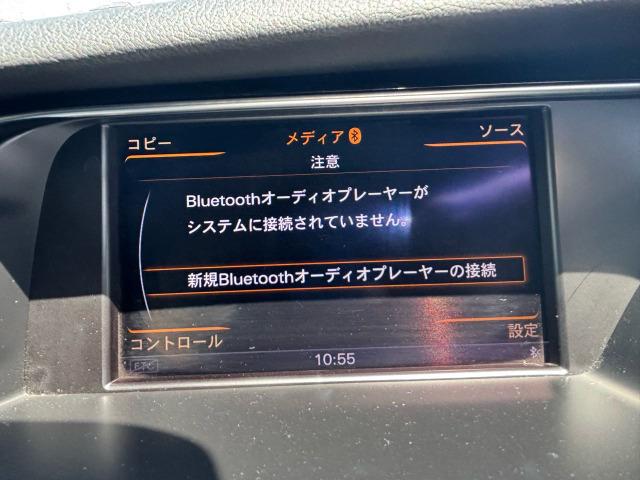 コピー
メディア
ソース
注意
Bluetoothオーディオプレーヤーが
システムに接続されていません。
新規Bluetoothオーディオプレーヤーの接続
コントロール
設定
ETC
10:55